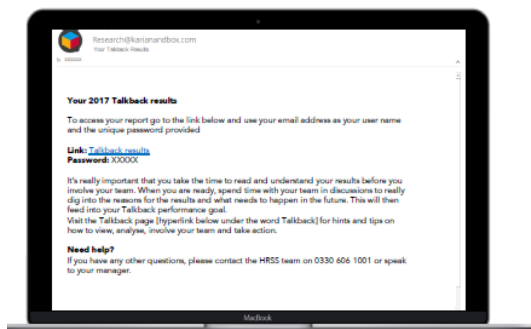 Research@karianandbox.com
Your Talkback Results
To XXXXX
Your 2017 Talkback results
To access your report go to the link below and use your email address as your user name
and the unique password provided
Link: Talkback results
Password: XXXXX
It's really important that you take the time to read and understand your results before you
involve your team. When you are ready, spend time with your team in discussions to really
dig into the reasons for the results and what needs to happen in the future. This will then
feed into your Talkback performance goal.
Visit the Talkback page [hyperlink below under the word Talkback] for hints and tips on
how to view, analyse, involve your team and take action.
Need help?
If you have any other questions, please contact the HRSS team on 0330 606 1001 or speak
to your manager.
MacBook